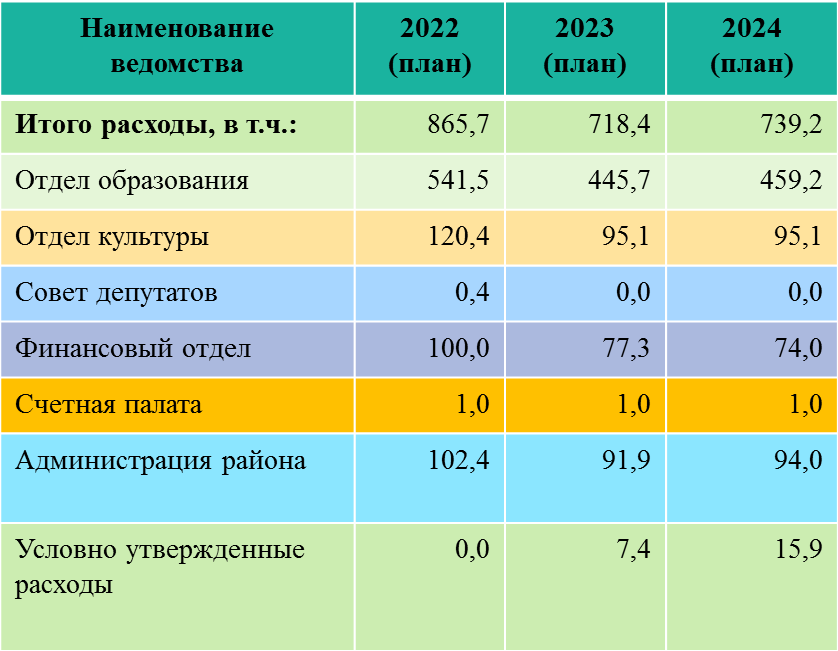 Наименование ведомства 2022 (план) 2023 (план) 2024 (план)
Итого расходы, в т.ч.: 865,7 718,4 739,2
Отдел образования 541,5 445,7 459,2
Отдел культуры 120,4 95,1 95,1
Совет депутатов 0,4 0,0 0,0
Финансовый отдел 100,0 77,3 74,0
Счетная палата 1,0 1,0 1,0
Администрация района 102,4 91,9 94,0
Условно утвержденные расходы 0,0 7,4 15,9